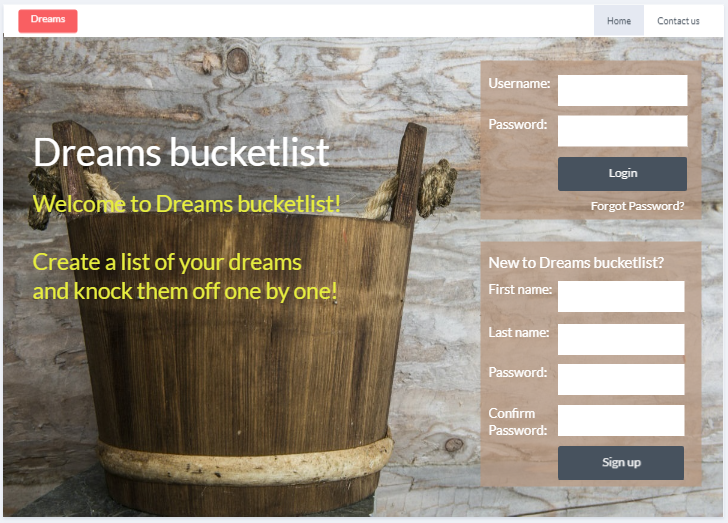 Dreams
Home
Contact us
Dreams bucketlist
Welcome to Dreams bucketlist!
Create a list of your dreams
and knock them off one by one!
Username:
Password:
Login
Forgot Password?
New to Dreams bucketlist?
First name:
Last name:
Password:
Confirm
Password:
Sign up